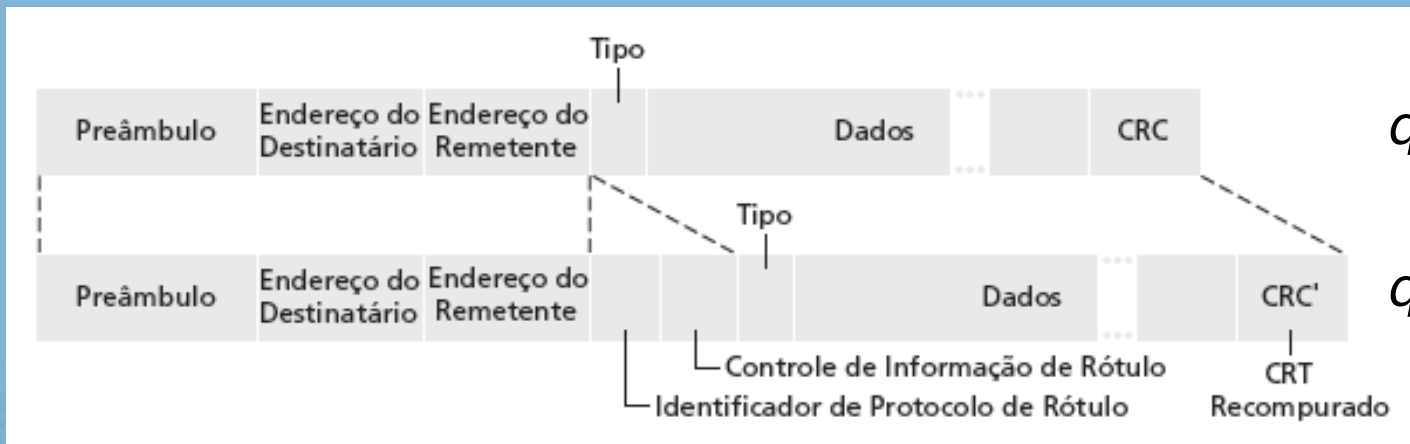 Tipo
Preâmbulo
Endereço do
Destinatário
Endereço do
Remetente
Dados
CRC
q
Tipo
Preâmbulo
Endereço do
Destinatário
Endereço do
Remetente
Dados
CRC'
q
Controle de Informação de Rótulo
Identificador de Protocolo de Rótulo
CRT
Recompurado